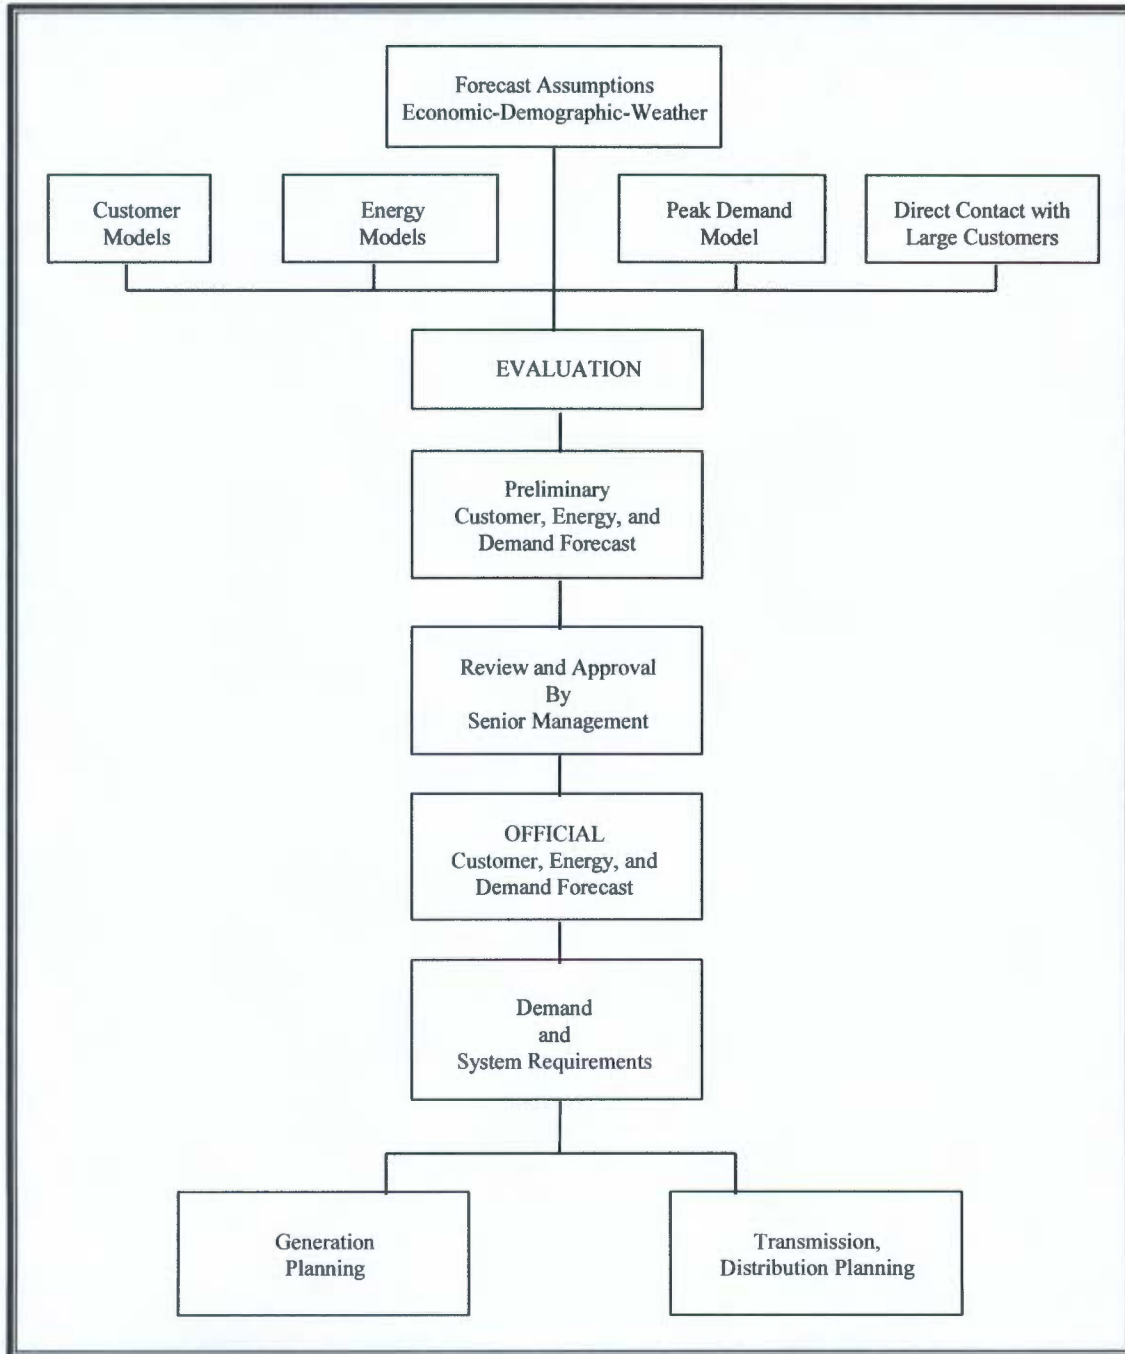 Forecast Assumptions
Economic-Demographic-Weather
Customer
Models
Energy
Models
Peak Demand
Model
Direct Contact with
Large Customers
EVALUATION
Preliminary
Customer, Energy, and
Demand Forecast
Review and Approval
By
Senior Management
OFFICIAL
Customer, Energy, and
Demand Forecast
Demand
and
System Requirements
Generation
Planning
Transmission,
Distribution Planning